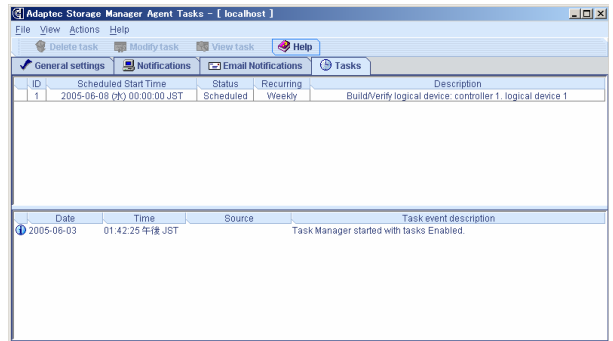 Adaptec Storage Manager Agent Tasks - [ localhost ]
File View Actions Help
Delete task Modify task View task Help
General settings Notifications Email Notifications Tasks
ID Scheduled Start Time Status Recurring Description
1 2005-06-08 (水) 00:00:00 JST Scheduled Weekly Build/Verify logical device: controller 1, logical device 1
Date Time Source Task event description
2005-06-03 01:42:25 午後 JST Task Manager started with tasks Enabled.